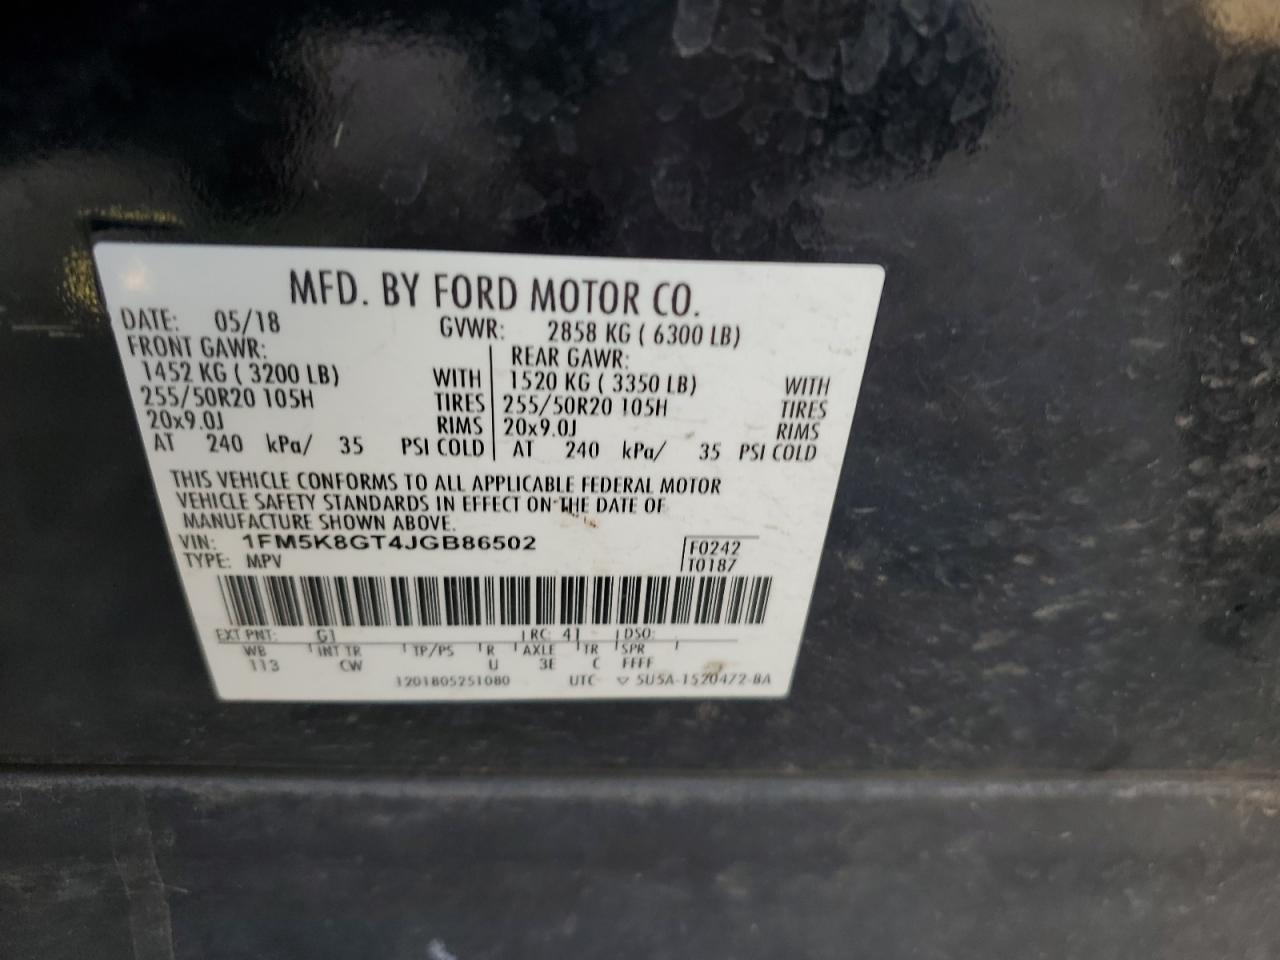 MFD. BY FORD MOTOR CO.
DATE: 05/18 GVWR: 2858 KG ( 6300 LB)
FRONT GAWR: REAR GAWR:
1452 KG ( 3200 LB) WITH 1520 KG ( 3350 LB) WITH
255/50R20 105H TIRES 255/50R20 105H TIRES
20x9.0J RIMS 20x9.0J RIMS
AT 240 kPa/ 35 PSI COLD AT 240 kPa/ 35 PSI COLD
THIS VEHICLE CONFORMS TO ALL APPLICABLE FEDERAL MOTOR
VEHICLE SAFETY STANDARDS IN EFFECT ON THE DATE OF
MANUFACTURE SHOWN ABOVE.
VIN: 1FM5K8GT4JGB86502 F0242
TYPE: MPV T0187
EXT PNT: G1 RC: 41 DSO:
WB INT TR TP/PS R AXLE TR SPR
113 CW U 3E C FFFF
1201805251080 UTC ▽ 5U5A-1520472-BA